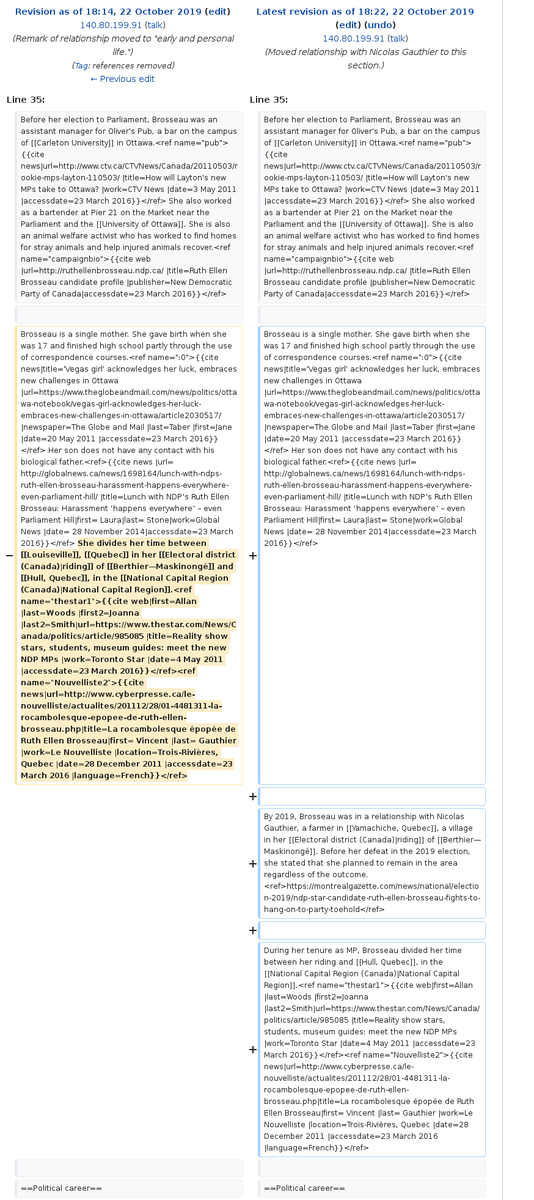 Revision as of 18:14, 22 October 2019 (edit)
140.80.199.91 (talk)
(Remark of relationship moved to "early and personal
life.")
(Tag: references removed)
← Previous edit
Latest revision as of 18:22, 22 October 2019
(edit) (undo)
140.80.199.91 (talk)
(Moved relationship with Nicolas Gauthier to this
section.)
Line 35:
Line 35:
Before her election to Parliament, Brosseau was an
assistant manager for Oliver's Pub, a bar on the campus
of [[Carleton University]] in Ottawa.<ref name="pub">
{{cite
news|url=http://www.ctv.ca/CTVNews/Canada/20110503/r
ookie-mps-layton-110503/ |title=How will Layton's new
MPs take to Ottawa? |work=CTV News |date=3 May 2011
|accessdate=23 March 2016}}</ref> She also worked
as a bartender at Pier 21 on the Market near the
Parliament and the [[University of Ottawa]]. She is also
an animal welfare activist who has worked to find homes
for stray animals and help injured animals recover.<ref
name="campaignbio">{{cite web
|url=http://ruthellenbrosseau.ndp.ca/ |title=Ruth Ellen
Brosseau candidate profile |publisher=New Democratic
Party of Canada|accessdate=23 March 2016}}</ref>
Before her election to Parliament, Brosseau was an
assistant manager for Oliver's Pub, a bar on the campus
of [[Carleton University]] in Ottawa.<ref name="pub">
{{cite
news|url=http://www.ctv.ca/CTVNews/Canada/20110503/r
ookie-mps-layton-110503/ |title=How will Layton's new
MPs take to Ottawa? |work=CTV News |date=3 May 2011
|accessdate=23 March 2016}}</ref> She also worked
as a bartender at Pier 21 on the Market near the
Parliament and the [[University of Ottawa]]. She is also
an animal welfare activist who has worked to find homes
for stray animals and help injured animals recover.<ref
name="campaignbio">{{cite web
|url=http://ruthellenbrosseau.ndp.ca/ |title=Ruth Ellen
Brosseau candidate profile |publisher=New Democratic
Party of Canada|accessdate=23 March 2016}}</ref>
−
Brosseau is a single mother. She gave birth when she
was 17 and finished high school partly through the use
of correspondence courses.<ref name=":0">{{cite
news|title='Vegas girl' acknowledges her luck, embraces
new challenges in Ottawa
|url=https://www.theglobeandmail.com/news/politics/otta
wa-notebook/vegas-girl-acknowledges-her-luck-
embraces-new-challenges-in-ottawa/article2030517/
|newspaper=The Globe and Mail |last=Taber |first=Jane
|date=20 May 2011 |accessdate=23 March 2016}}
</ref> Her son does not have any contact with his
biological father.<ref>{{cite news |url=
http://globalnews.ca/news/1698164/lunch-with-ndps-
ruth-ellen-brosseau-harassment-happens-everywhere-
even-parliament-hill/ |title=Lunch with NDP's Ruth Ellen
Brosseau: Harassment 'happens everywhere' – even
Parliament Hill|first= Laura|last= Stone|work=Global
News |date= 28 November 2014|accessdate=23 March
2016}}</ref> She divides her time between
[[Louiseville]], [[Quebec]] in her [[Electoral district
(Canada)|riding]] of [[Berthier—Maskinongé]] and
[[Hull, Quebec]], in the [[National Capital Region
(Canada)|National Capital Region]].<ref
name="thestar1">{{cite web|first=Allan
|last=Woods |first2=Joanna
|last2=Smith|url=https://www.thestar.com/News/C
anada/politics/article/985085 |title=Reality show
stars, students, museum guides: meet the new
NDP MPs |work=Toronto Star |date=4 May 2011
|accessdate=23 March 2016}}</ref><ref
name="Nouvelliste2">{{cite
news|url=http://www.cyberpresse.ca/le-
nouvelliste/actualites/201112/28/01-4481311-la-
rocambolesque-epopee-de-ruth-ellen-
brosseau.php|title=La rocambolesque épopée de
Ruth Ellen Brosseau|first= Vincent |last= Gauthier
|work=Le Nouvelliste |location=Trois-Rivières,
Quebec |date=28 December 2011 |accessdate=23
March 2016 |language=French}}</ref>
+
Brosseau is a single mother. She gave birth when she
was 17 and finished high school partly through the use
of correspondence courses.<ref name=":0">{{cite
news|title='Vegas girl' acknowledges her luck, embraces
new challenges in Ottawa
|url=https://www.theglobeandmail.com/news/politics/otta
wa-notebook/vegas-girl-acknowledges-her-luck-
embraces-new-challenges-in-ottawa/article2030517/
|newspaper=The Globe and Mail |last=Taber |first=Jane
|date=20 May 2011 |accessdate=23 March 2016}}
</ref> Her son does not have any contact with his
biological father.<ref>{{cite news |url=
http://globalnews.ca/news/1698164/lunch-with-ndps-
ruth-ellen-brosseau-harassment-happens-everywhere-
even-parliament-hill/ |title=Lunch with NDP's Ruth Ellen
Brosseau: Harassment 'happens everywhere' – even
Parliament Hill|first= Laura|last= Stone|work=Global
News |date= 28 November 2014|accessdate=23 March
2016}}</ref>
+
+
By 2019, Brosseau was in a relationship with Nicolas
Gauthier, a farmer in [[Yamachiche, Quebec]], a village
in her [[Electoral district (Canada)|riding]] of [[Berthier—
Maskinongé]]. Before her defeat in the 2019 election,
she stated that she planned to remain in the area
regardless of the outcome.
<ref>https://montrealgazette.com/news/national/electio
n-2019/ndp-star-candidate-ruth-ellen-brosseau-fights-to-
hang-on-to-party-toehold</ref>
+
+
During her tenure as MP, Brosseau divided her time
between her riding and [[Hull, Quebec]], in the
[[National Capital Region (Canada)|National Capital
Region]].<ref name="thestar1">{{cite web|first=Allan
|last=Woods |first2=Joanna
|last2=Smith|url=https://www.thestar.com/News/Canada/
politics/article/985085 |title=Reality show stars,
students, museum guides: meet the new NDP MPs
|work=Toronto Star |date=4 May 2011 |accessdate=23
March 2016}}</ref><ref name="Nouvelliste2">{{cite
news|url=http://www.cyberpresse.ca/le-
nouvelliste/actualites/201112/28/01-4481311-la-
rocambolesque-epopee-de-ruth-ellen-
brosseau.php|title=La rocambolesque épopée de Ruth
Ellen Brosseau|first= Vincent |last= Gauthier |work=Le
Nouvelliste |location=Trois-Rivières, Quebec |date=28
December 2011 |accessdate=23 March 2016
|language=French}}</ref>
==Political career==
==Political career==